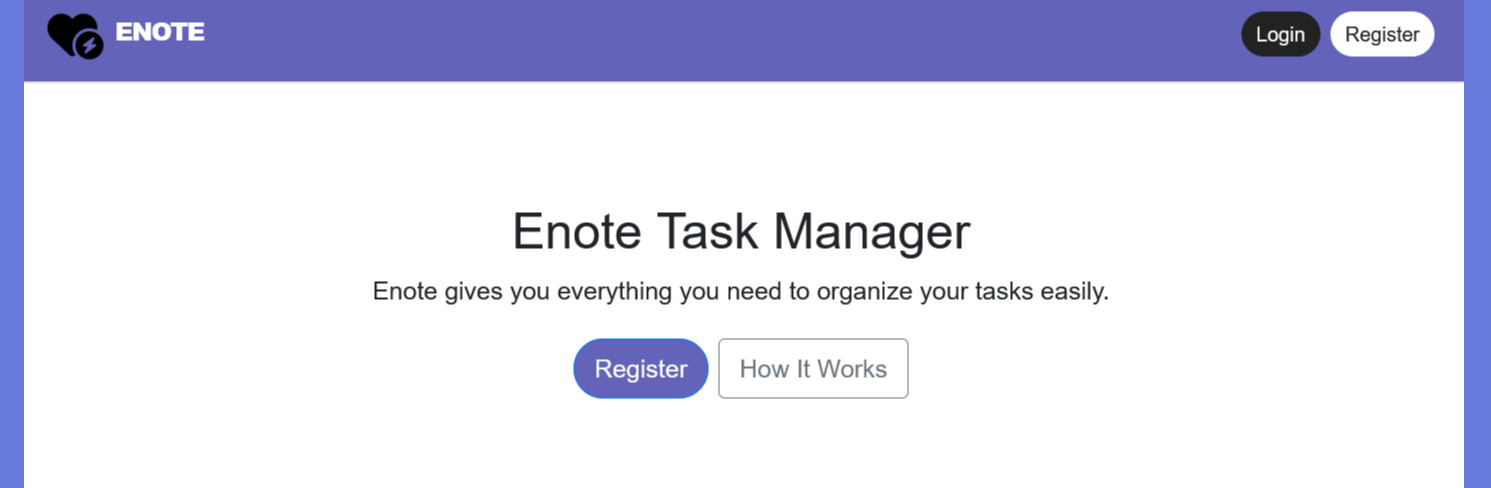 ENOTE
Login
Register
Enote Task Manager
Enote gives you everything you need to organize your tasks easily.
Register
How It Works